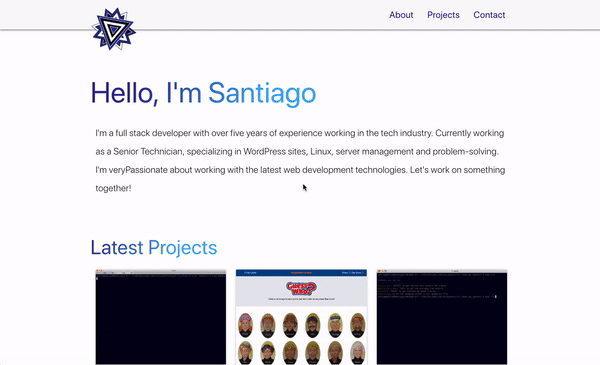 About Projects Contact
Hello, I'm Santiago
I'm a full stack developer with over five years of experience working in the tech industry. Currently working
as a Senior Technician, specializing in WordPress sites, Linux, server management and problem-solving.
I'm veryPassionate about working with the latest web development technologies. Let's work on something
together!
Latest Projects
GUESS WHO?